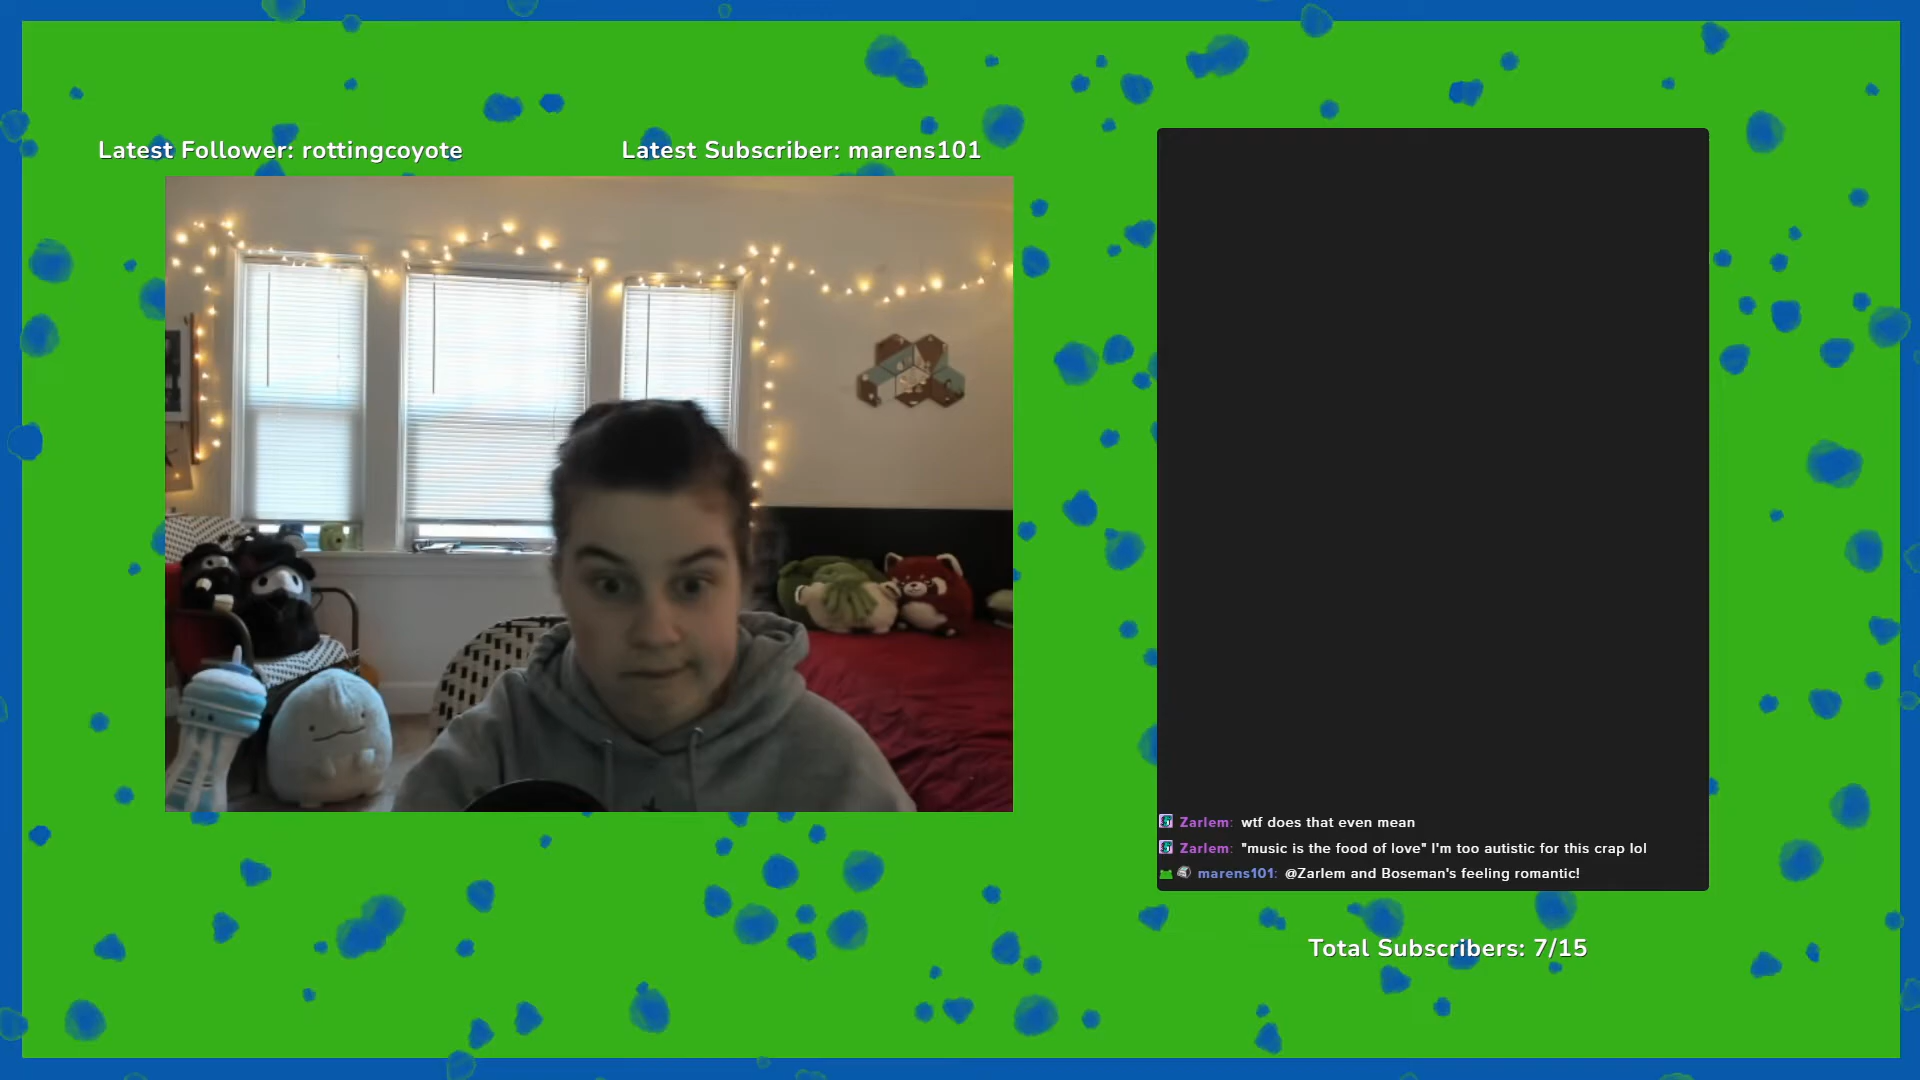 Latest Follower: rottingcoyote
Latest Subscriber: marens101
Zarlem: wtf does that even mean
Zarlem: "music is the food of love" I'm too autistic for this crap lol
marens101: @Zarlem and Boseman's feeling romantic!
Total Subscribers: 7/15